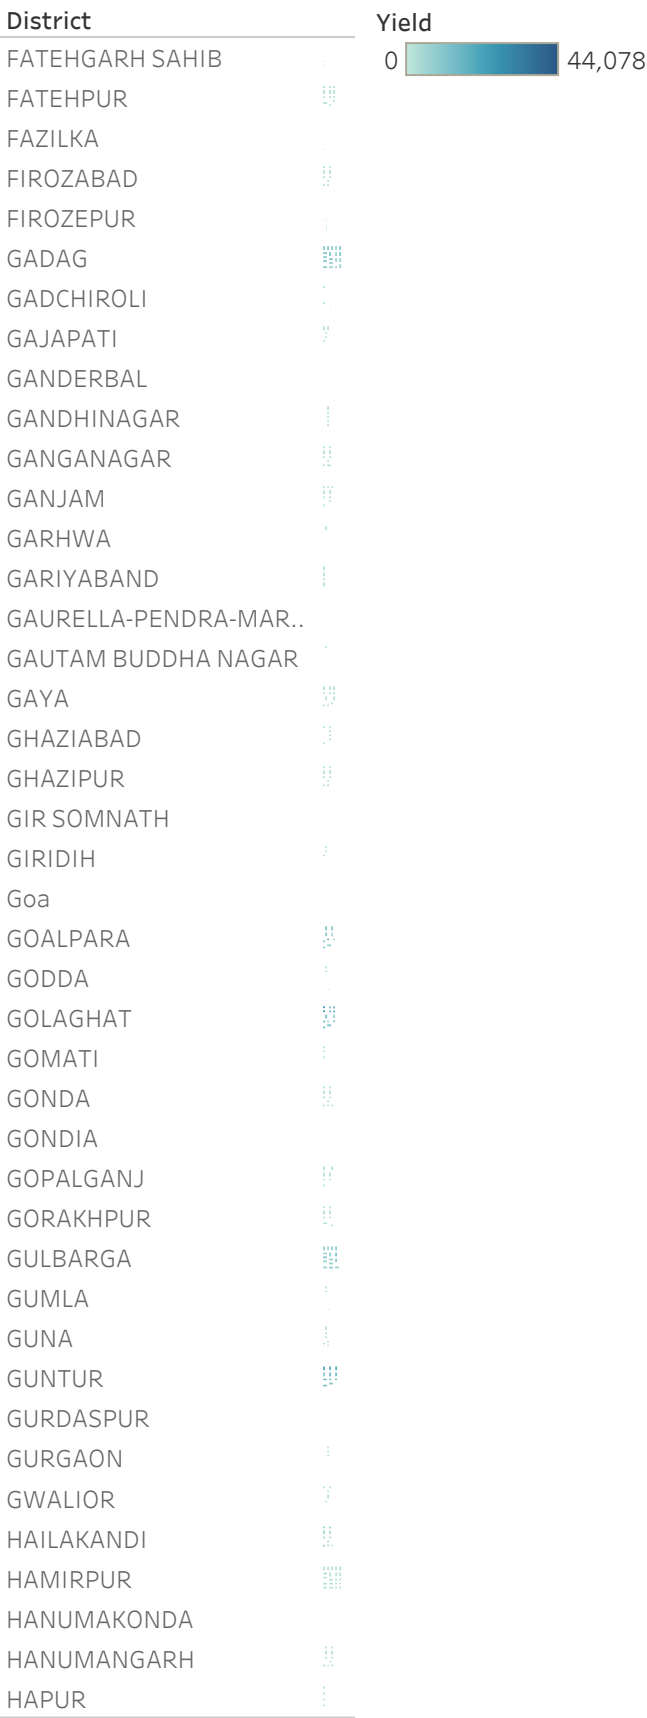 District
Yield
0
44,078
FATEHGARH SAHIB
FATEHPUR
FAZILKA
FIROZABAD
FIROZEPUR
GADAG
GADCHIROLI
GAJAPATI
GANDERBAL
GANDHINAGAR
GANGANAGAR
GANJAM
GARHWA
GARIYABAND
GAURELLA-PENDRA-MAR..
GAUTAM BUDDHA NAGAR
GAYA
GHAZIABAD
GHAZIPUR
GIR SOMNATH
GIRIDIH
Goa
GOALPARA
GODDA
GOLAGHAT
GOMATI
GONDA
GONDIA
GOPALGANJ
GORAKHPUR
GULBARGA
GUMLA
GUNA
GUNTUR
GURDASPUR
GURGAON
GWALIOR
HAILAKANDI
HAMIRPUR
HANUMAKONDA
HANUMANGARH
HAPUR